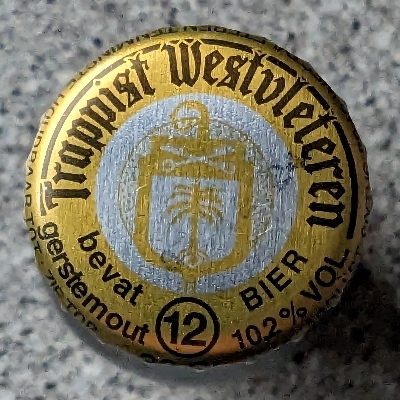 Trappist Westvleteren
bevat
gerstemout
12
BIER
10.2% VOL